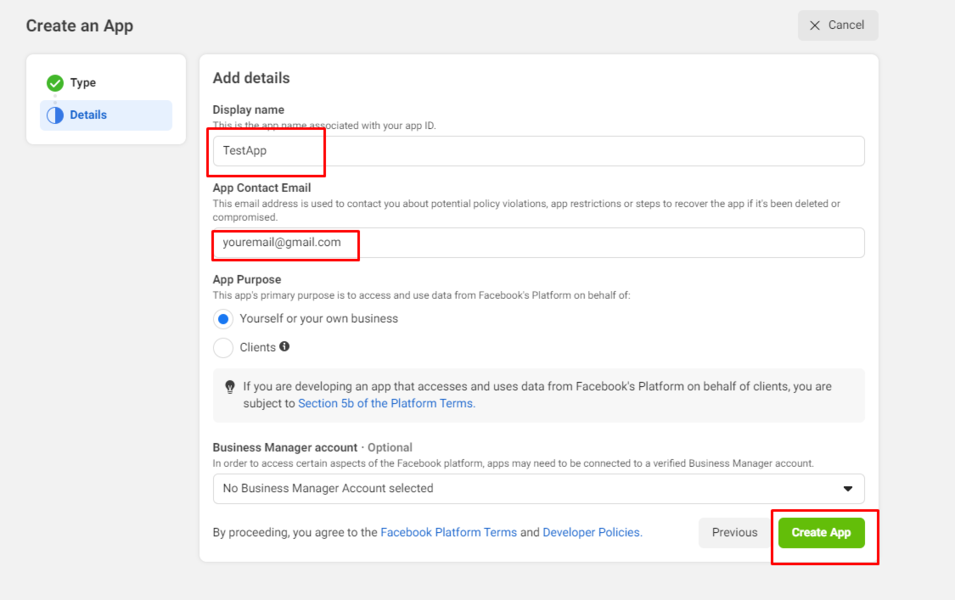 Create an App
Cancel
Type
Details
Add details
Display name
This is the app name associated with your app ID.
TestApp
App Contact Email
This email address is used to contact you about potential policy violations, app restrictions or steps to recover the app if it's been deleted or
compromised.
youremail@gmail.com
App Purpose
This app's primary purpose is to access and use data from Facebook's Platform on behalf of:
Yourself or your own business
Clients
If you are developing an app that accesses and uses data from Facebook's Platform on behalf of clients, you are
subject to Section 5b of the Platform Terms.
Business Manager account · Optional
In order to access certain aspects of the Facebook platform, apps may need to be connected to a verified Business Manager account.
No Business Manager Account selected
By proceeding, you agree to the Facebook Platform Terms and Developer Policies.
Previous
Create App